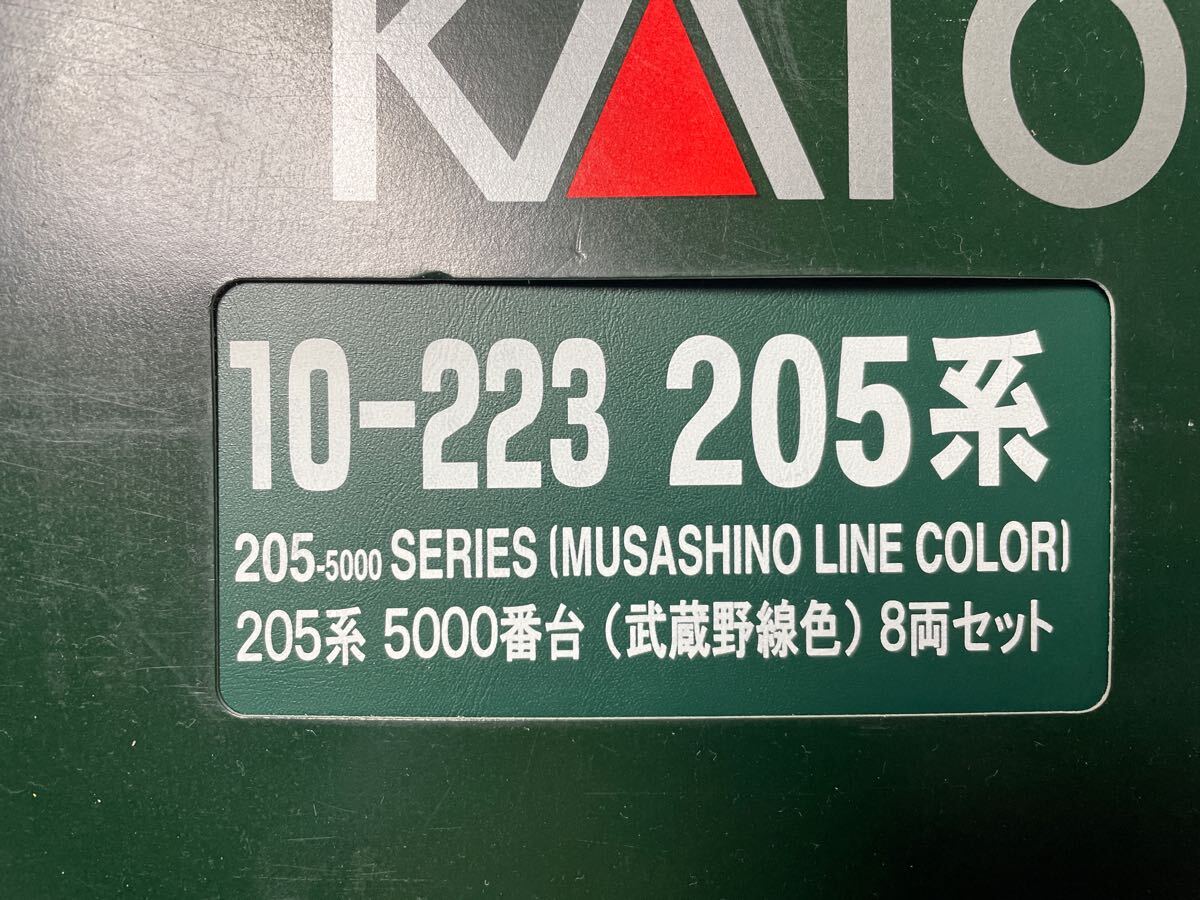 KATO
10-223 205系
205-5000 SERIES (MUSASHINO LINE COLOR)
205系 5000番台 (武蔵野線色) 8両セット